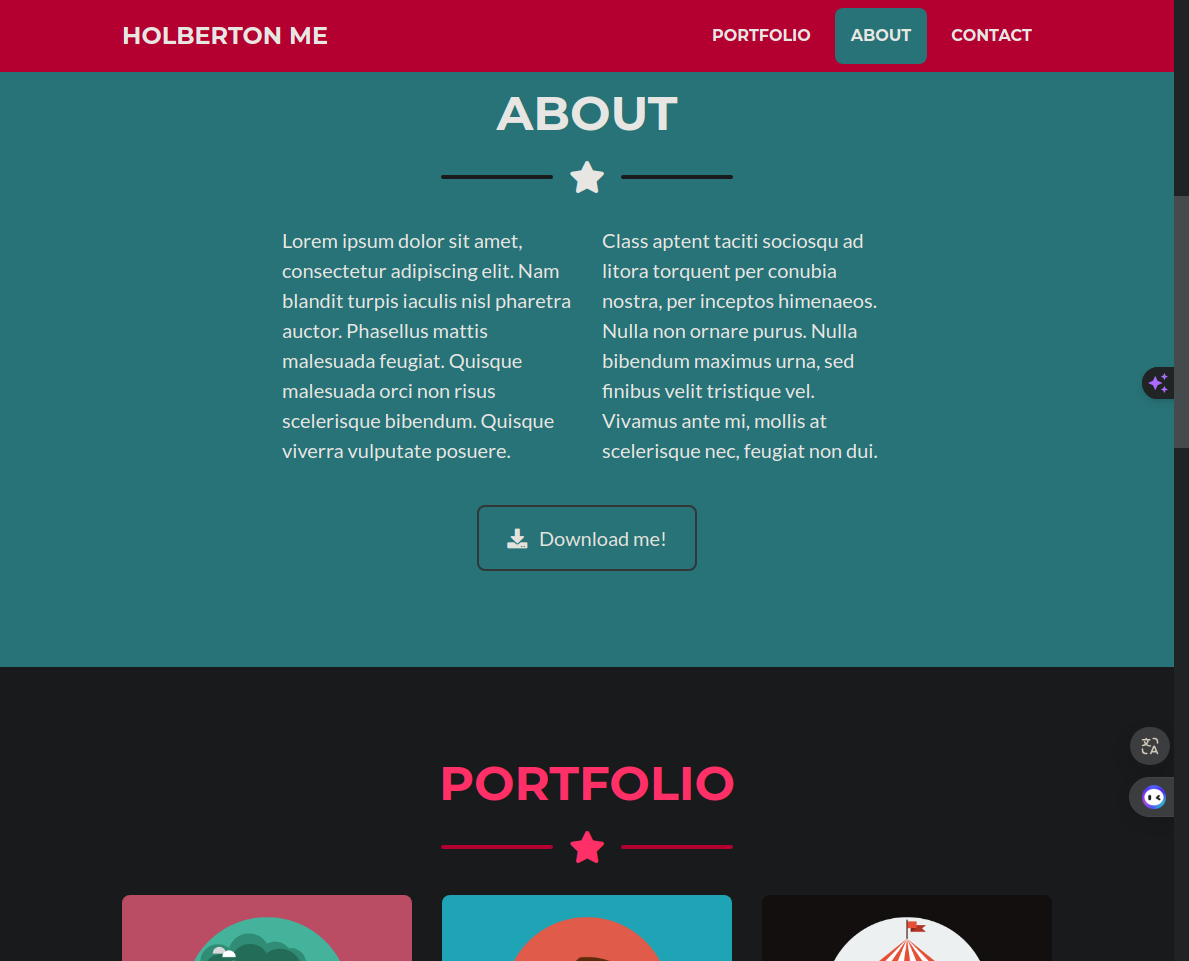 HOLBERTON ME
PORTFOLIO ABOUT CONTACT
ABOUT
Lorem ipsum dolor sit amet,
consectetur adipiscing elit. Nam
blandit turpis iaculis nisl pharetra
auctor. Phasellus mattis
malesuada feugiat. Quisque
malesuada orci non risus
scelerisque bibendum. Quisque
viverra vulputate posuere.
Class aptent taciti sociosqu ad
litora torquent per conubia
nostra, per inceptos himenaeos.
Nulla non ornare purus. Nulla
bibendum maximus urna, sed
finibus velit tristique vel.
Vivamus ante mi, mollis at
scelerisque nec, feugiat non dui.
Download me!
PORTFOLIO